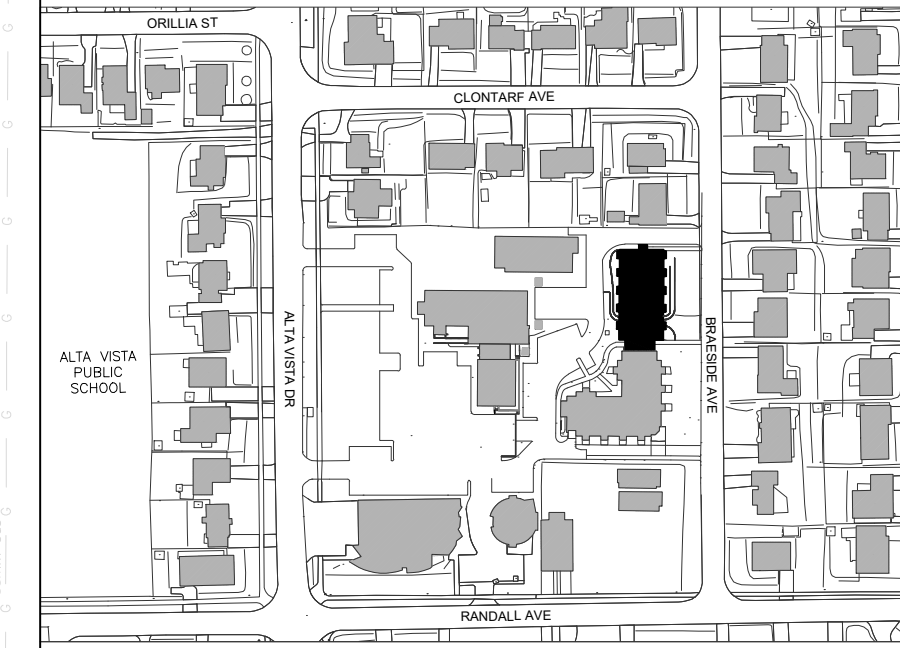 ORILLIA ST
CLONTARF AVE
ALTA VISTA DR
BRAESIDE AVE
ALTA VISTA
PUBLIC
SCHOOL
RANDALL AVE